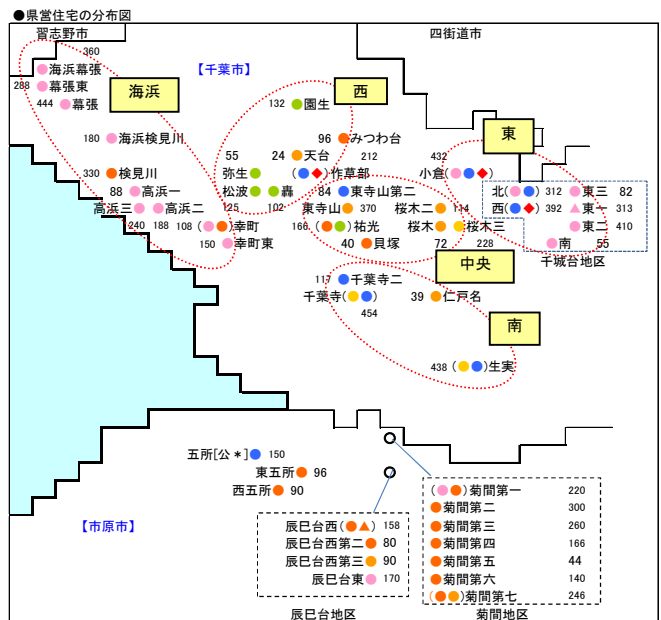 ●県営住宅の分布図
習志野市 四街道市
360
海浜幕張
【千葉市】
288 幕張東
海浜
西
444 幕張
132 園生
東
180 海浜検見川
96 みつわ台
55 24 天台 212 432
330 検見川
弥生 ( )作草部 小倉( )
88 高浜一
松波 轟 84 東寺山第二 北( ) 312 東三 82
高浜三 高浜二
125 102 東寺山 370 桜木二 114 西( ) 392 東一 313
240 188 108 ( )幸町
166 ( )祐光 桜木 桜木三 東二 410
150 幸町東
40 貝塚 72 228 南 55
中央
千城台地区
117 千葉寺二
千葉寺( ) 39 仁戸名
454
南
438 ( )生実
五所[公*] 150
東五所 96
西五所 90
【市原市】
辰巳台西( ) 158
辰巳台西第二 80
辰巳台西第三 90
辰巳台東 170
辰巳台地区
( )菊間第一 220
菊間第二 300
菊間第三 260
菊間第四 166
菊間第五 44
菊間第六 140
( )菊間第七 246
菊間地区